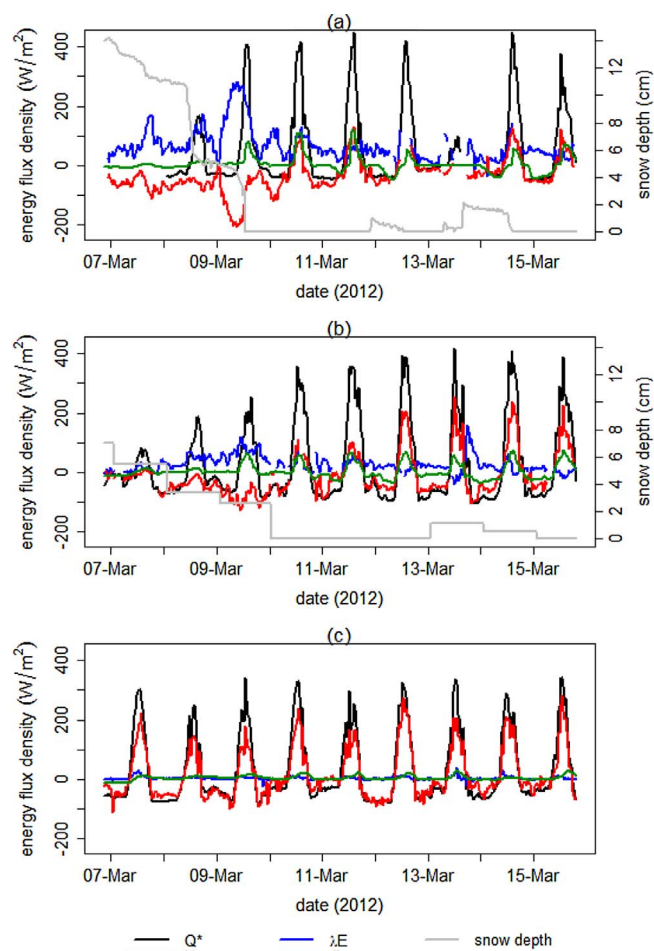 (a)
energy flux density (W/m²)
400
200
0
-200
12
10
8
6
4
2
0
snow depth (cm)
07-Mar 09-Mar 11-Mar 13-Mar 15-Mar
date (2012)
(b)
energy flux density (W/m²)
400
200
0
-200
12
10
8
6
4
2
0
snow depth (cm)
07-Mar 09-Mar 11-Mar 13-Mar 15-Mar
date (2012)
(c)
energy flux density (W/m²)
400
200
0
-200
07-Mar 09-Mar 11-Mar 13-Mar 15-Mar
date (2012)
Q* λE snow depth